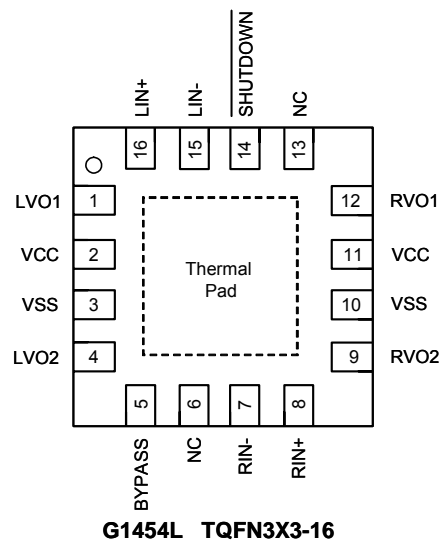 LIN+
LIN-
SHUTDOWN
NC
16
15
14
13
LVO1
1
12
RVO1
VCC
2
11
VCC
Thermal
Pad
VSS
3
10
VSS
LVO2
4
9
RVO2
5
6
7
8
BYPASS
NC
RIN-
RIN+
G1454L TQFN3X3-16